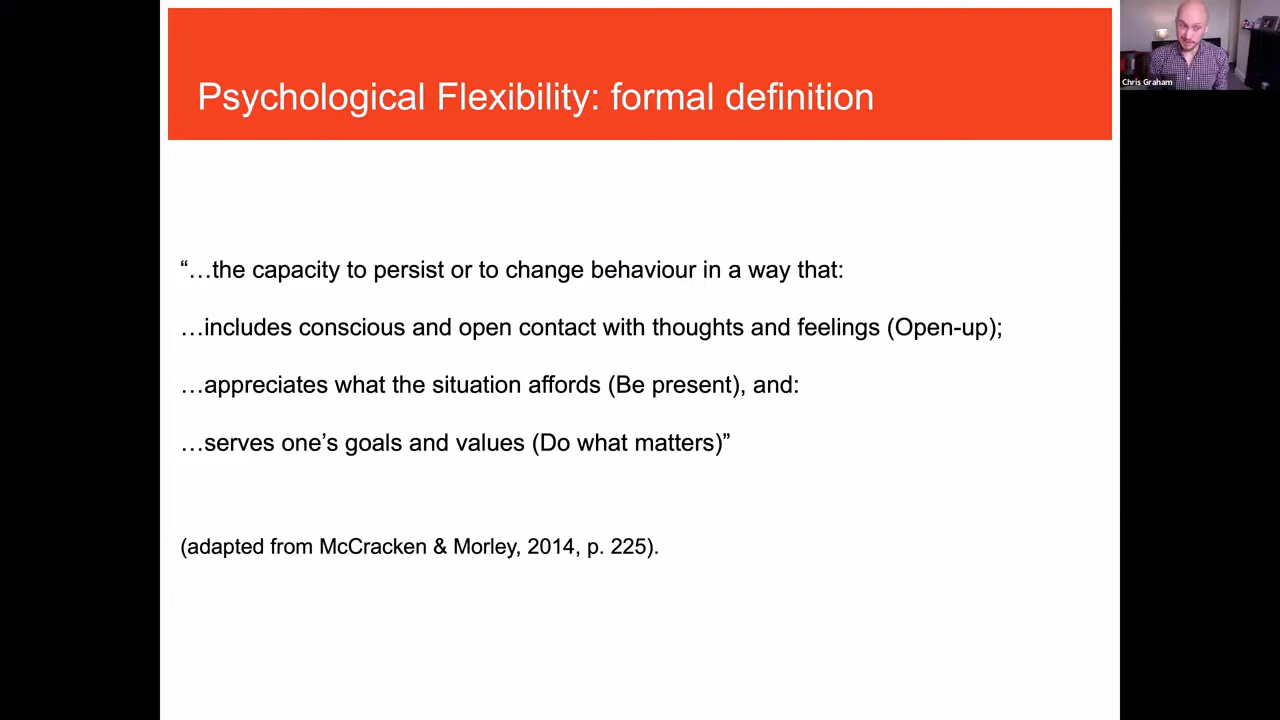 Psychological Flexibility: formal definition
Chris Graham
“…the capacity to persist or to change behaviour in a way that:
…includes conscious and open contact with thoughts and feelings (Open-up);
…appreciates what the situation affords (Be present), and:
…serves one’s goals and values (Do what matters)”
(adapted from McCracken & Morley, 2014, p. 225).